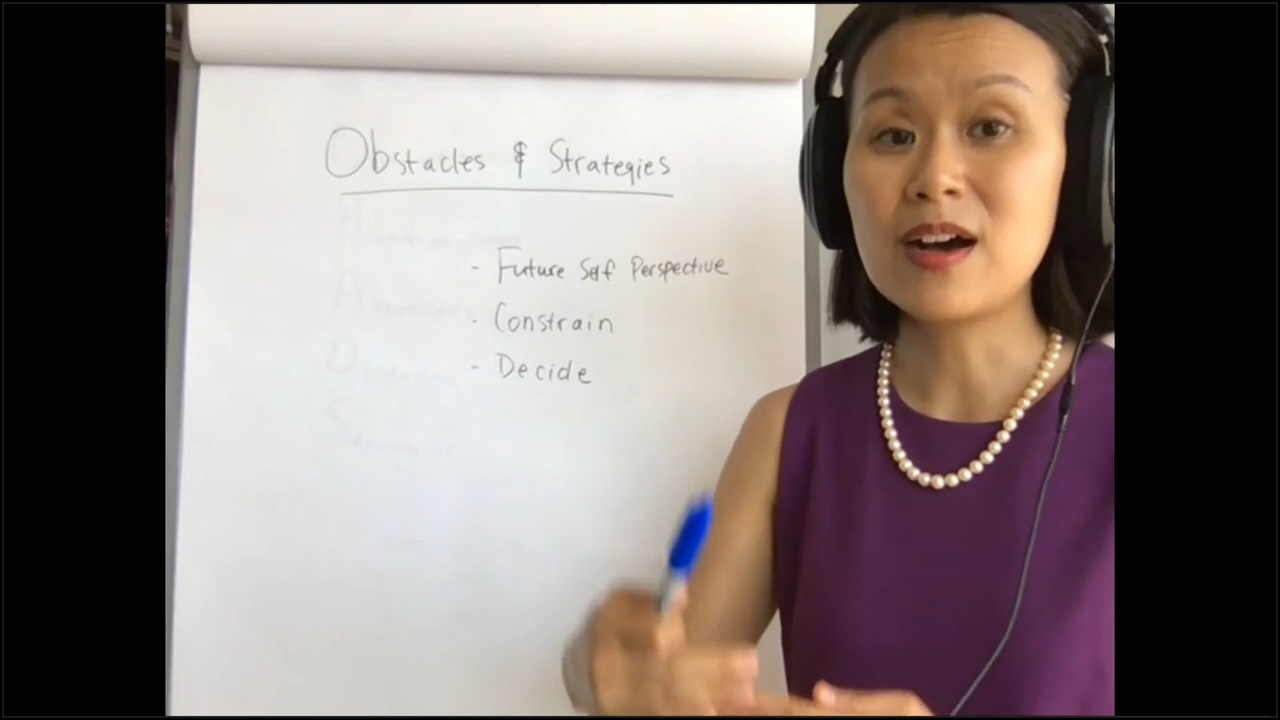 Obstacles & Strategies
- Future Self Perspective
- Constrain
- Decide